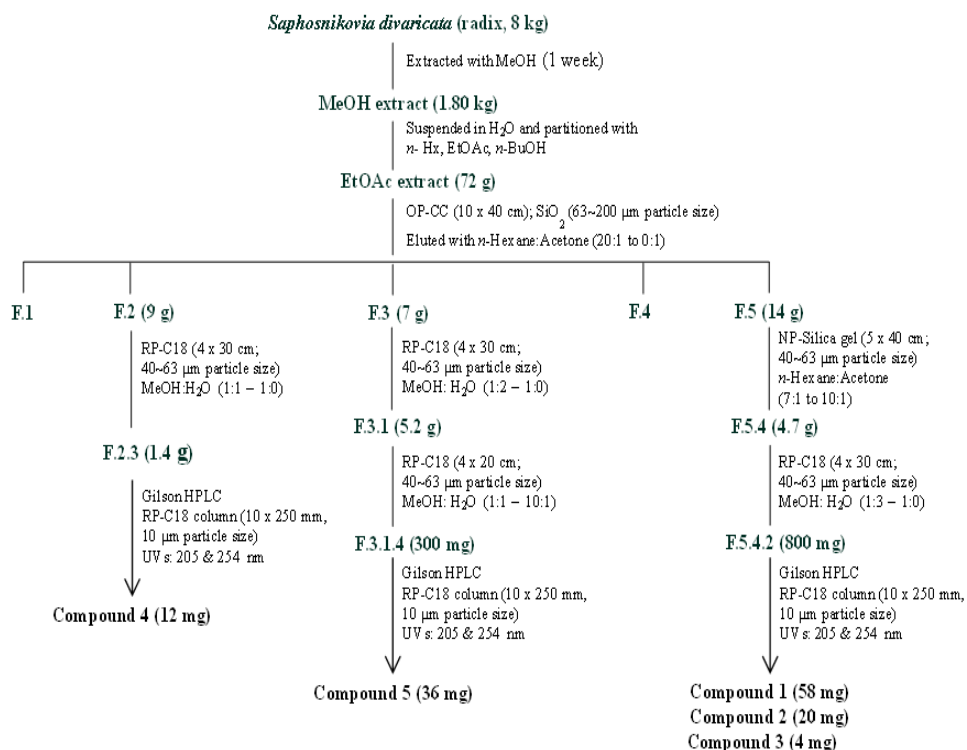 Saphosnikovia divaricata (radix, 8 kg)
Extracted with MeOH (1 week)
MeOH extract (1.80 kg)
Suspended in H₂O and partitioned with
n- Hx, EtOAc, n-BuOH
EtOAc extract (72 g)
OP-CC (10 x 40 cm); SiO₂ (63~200 µm particle size)
Eluted with n-Hexane:Acetone (20:1 to 0:1)
F.1
F.2 (9 g)
F.3 (7 g)
F.4
F.5 (14 g)
RP-C18 (4 x 30 cm;
40~63 µm particle size)
MeOH:H₂O (1:1 – 1:0)
F.2.3 (1.4 g)
Gilson HPLC
RP-C18 column (10 x 250 mm,
10 µm particle size)
UVs: 205 & 254 nm
Compound 4 (12 mg)
RP-C18 (4 x 30 cm;
40~63 µm particle size)
MeOH: H₂O (1:2 – 1:0)
F.3.1 (5.2 g)
RP-C18 (4 x 20 cm;
40~63 µm particle size)
MeOH: H₂O (1:1 – 10:1)
F.3.1.4 (300 mg)
Gilson HPLC
RP-C18 column (10 x 250 mm,
10 µm particle size)
UVs: 205 & 254 nm
Compound 5 (36 mg)
NP-Silica gel (5 x 40 cm;
40~63 µm particle size)
n-Hexane:Acetone
(7:1 to 10:1)
F.5.4 (4.7 g)
RP-C18 (4 x 30 cm;
40~63 µm particle size)
MeOH: H₂O (1:3 – 1:0)
F.5.4.2 (800 mg)
Gilson HPLC
RP-C18 column (10 x 250 mm,
10 µm particle size)
UVs: 205 & 254 nm
Compound 1 (58 mg)
Compound 2 (20 mg)
Compound 3 (4 mg)